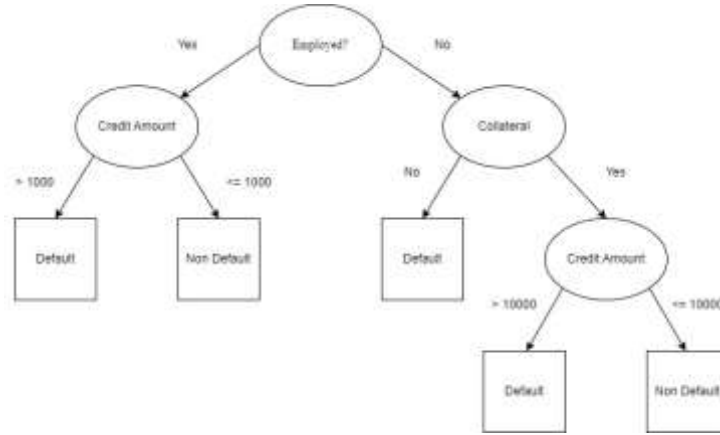 Employed?
Yes
No
Credit Amount
Collateral
> 1000
<= 1000
No
Yes
Default
Non Default
Default
Credit Amount
> 10000
<= 10000
Default
Non Default